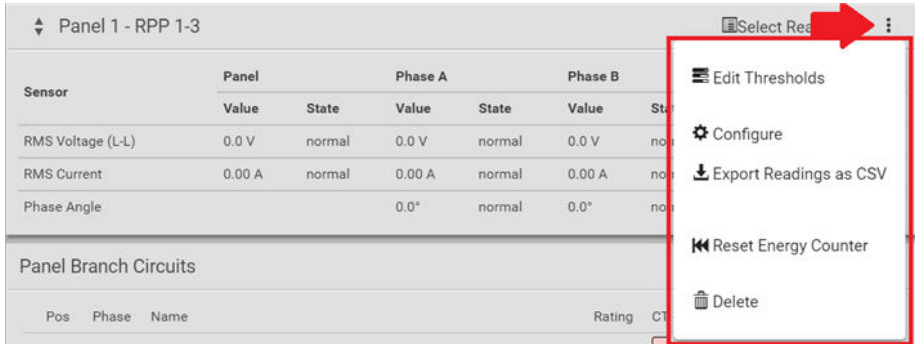 Panel 1 - RPP 1-3
Select Rea
Edit Thresholds
Configure
Export Readings as CSV
Reset Energy Counter
Delete
Sensor Panel Phase A Phase B
Value State Value State Value Sta
RMS Voltage (L-L) 0.0 V normal 0.0 V normal 0.0 V no
RMS Current 0.00 A normal 0.00 A normal 0.00 A no
Phase Angle 0.0° normal 0.0° no
Panel Branch Circuits
Pos Phase Name Rating CT